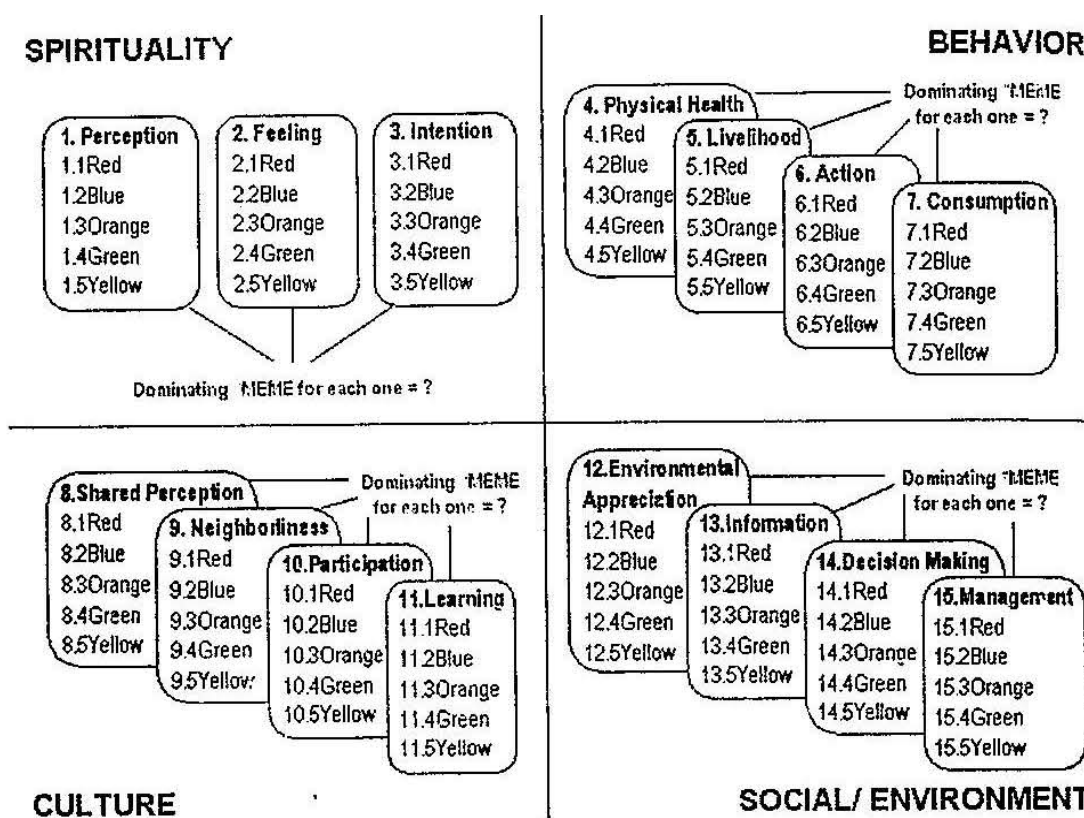 SPIRITUALITY
1. Perception
1.1Red
1.2Blue
1.3Orange
1.4Green
1.5Yellow
2. Feeling
2.1Red
2.2Blue
2.3Orange
2.4Green
2.5Yellow
3. Intention
3.1Red
3.2Blue
3.3Orange
3.4Green
3.5Yellow
Dominating MEME for each one = ?
BEHAVIOR
4. Physical Health
4.1Red
4.2Blue
4.3Orange
4.4Green
4.5Yellow
5. Livelihood
5.1Red
5.2Blue
5.3Orange
5.4Green
5.5Yellow
6. Action
6.1Red
6.2Blue
6.3Orange
6.4Green
6.5Yellow
7. Consumption
7.1Red
7.2Blue
7.3Orange
7.4Green
7.5Yellow
Dominating "MEME
for each one = ?
8.Shared Perception
8.1Red
8.2Blue
8.3Orange
8.4Green
8.5Yellow
9. Neighborliness
9.1Red
9.2Blue
9.3Orange
9.4Green
9.5Yellow
10.Participation
10.1Red
10.2Blue
10.3Orange
10.4Green
10.5Yellow
11.Learning
11.1Red
11.2Blue
11.3Orange
11.4Green
11.5Yellow
Dominating "MEME
for each one = ?
CULTURE
12.Environmental
Appreciation
12.1Red
12.2Blue
12.3Orange
12.4Green
12.5Yellow
13.Information
13.1Red
13.2Blue
13.3Orange
13.4Green
13.5Yellow
14.Decision Making
14.1Red
14.2Blue
14.3Orange
14.4Green
14.5Yellow
15.Management
15.1Red
15.2Blue
15.3Orange
15.4Green
15.5Yellow
Dominating "MEME
for each one = ?
SOCIAL/ ENVIRONMENT